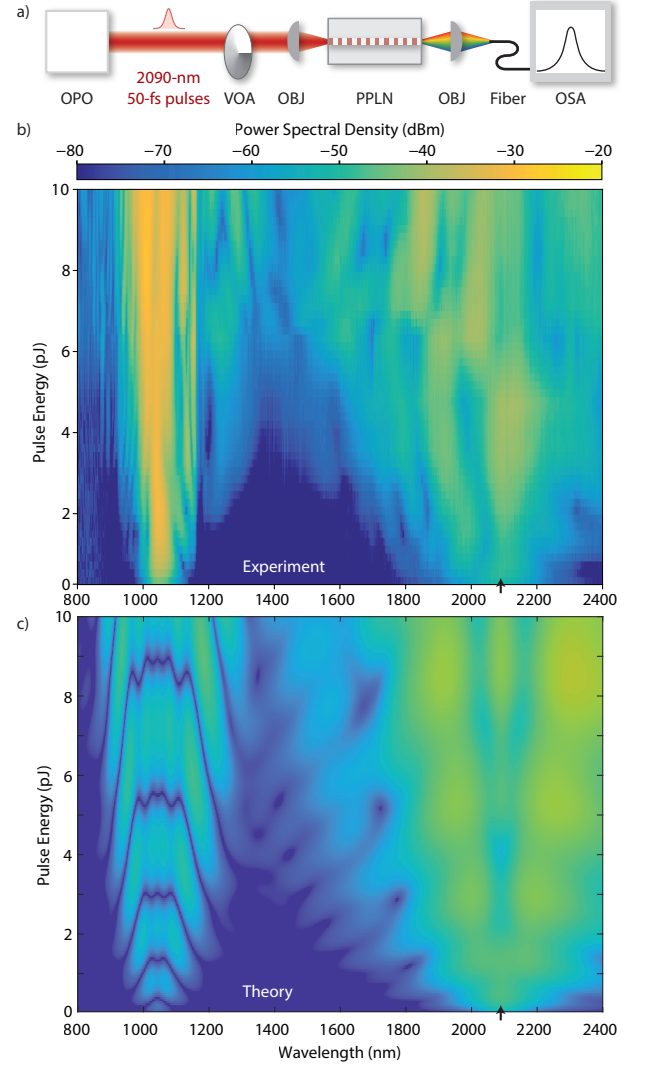 a)
2090-nm
50-fs pulses
OPO VOA OBJ PPLN OBJ Fiber OSA
b)
Power Spectral Density (dBm)
−80 −70 −60 −50 −40 −30 −20
Pulse Energy (pJ)
10
8
6
4
2
0
Experiment
800 1000 1200 1400 1600 1800 2000 2200 2400
c)
Pulse Energy (pJ)
10
8
6
4
2
0
Theory
800 1000 1200 1400 1600 1800 2000 2200 2400
Wavelength (nm)